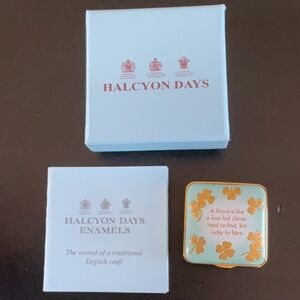 HALCYON DAYS
HALCYON DAYS
ENAMELS
The revival of a traditional
English craft
A friend is like
a four leaf clover.
Hard to find, but
lucky to have.